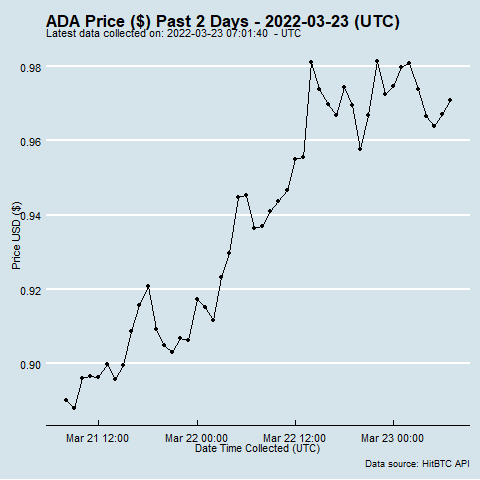 ADA Price ($) Past 2 Days - 2022-03-23 (UTC)
Latest data collected on: 2022-03-23 07:01:40 - UTC
0.98
0.96
0.94
0.92
0.90
Price USD ($)
Mar 21 12:00
Mar 22 00:00
Mar 22 12:00
Mar 23 00:00
Date Time Collected (UTC)
Data source: HitBTC API